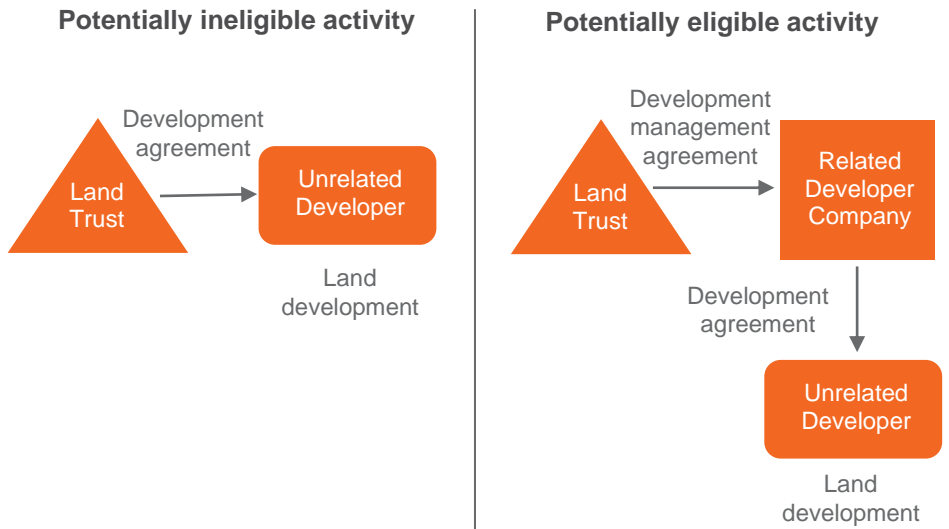 Potentially ineligible activity
Development
agreement
Land
Trust
Unrelated
Developer
Land
development
Potentially eligible activity
Development
management
agreement
Land
Trust
Related
Developer
Company
Development
agreement
Unrelated
Developer
Land
development